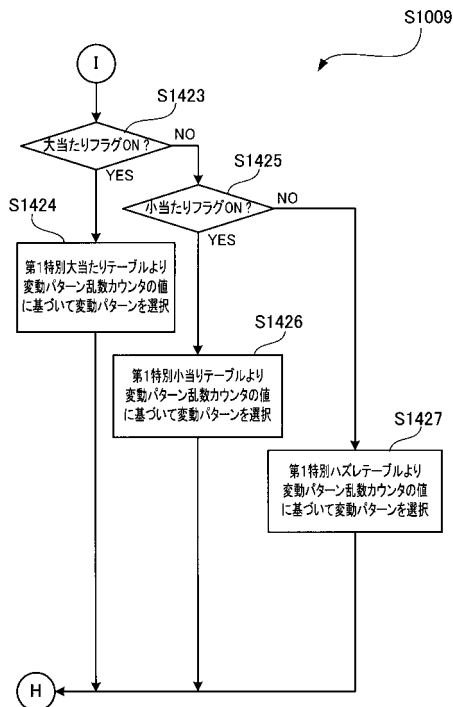 S1009
I
S1423
大当たりフラグON？
NO
YES
S1425
小当たりフラグON？
NO
YES
S1424
第1特別大当たりテーブルより
変動パターン乱数カウンタの値
に基づいて変動パターンを選択
S1426
第1特別小当りテーブルより
変動パターン乱数カウンタの値
に基づいて変動パターンを選択
S1427
第1特別ハズレテーブルより
変動パターン乱数カウンタの値
に基づいて変動パターンを選択
H